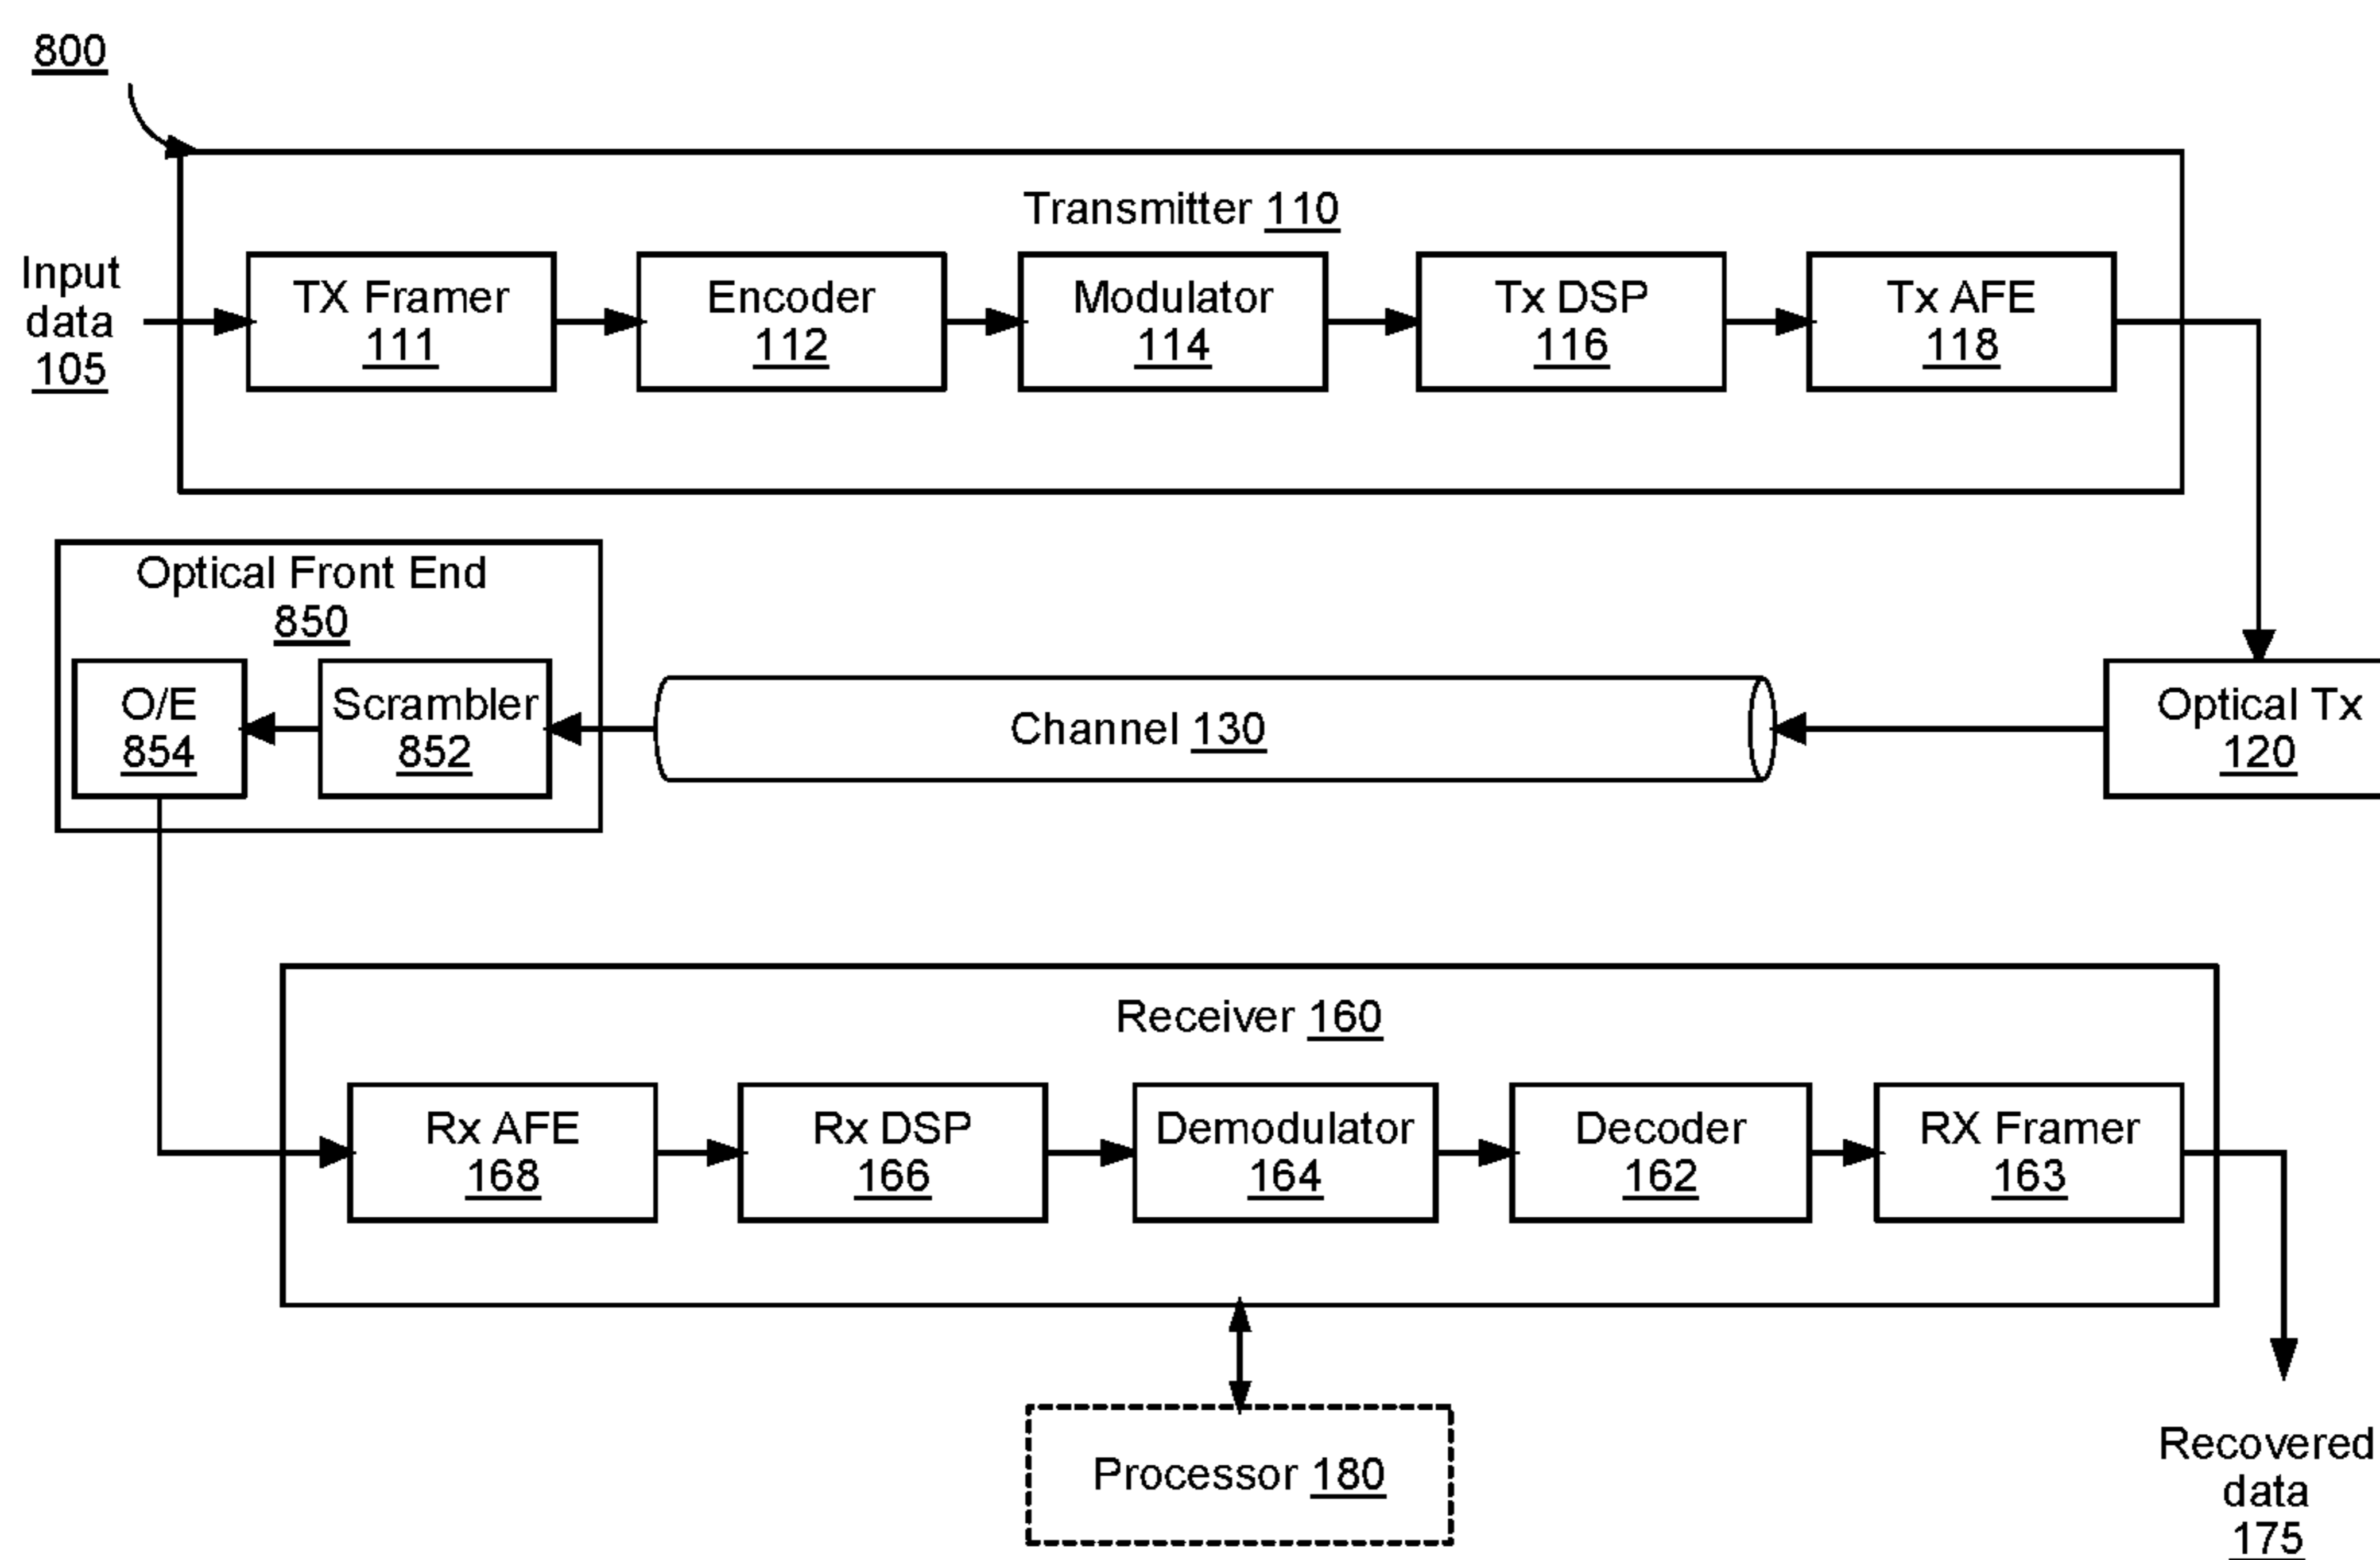 800
Transmitter 110
Input
data
105
TX Framer
111
Encoder
112
Modulator
114
Tx DSP
116
Tx AFE
118
Optical Front End
850
O/E
854
Scrambler
852
Channel 130
Optical Tx
120
Receiver 160
Rx AFE
168
Rx DSP
166
Demodulator
164
Decoder
162
RX Framer
163
Processor 180
Recovered
data
175